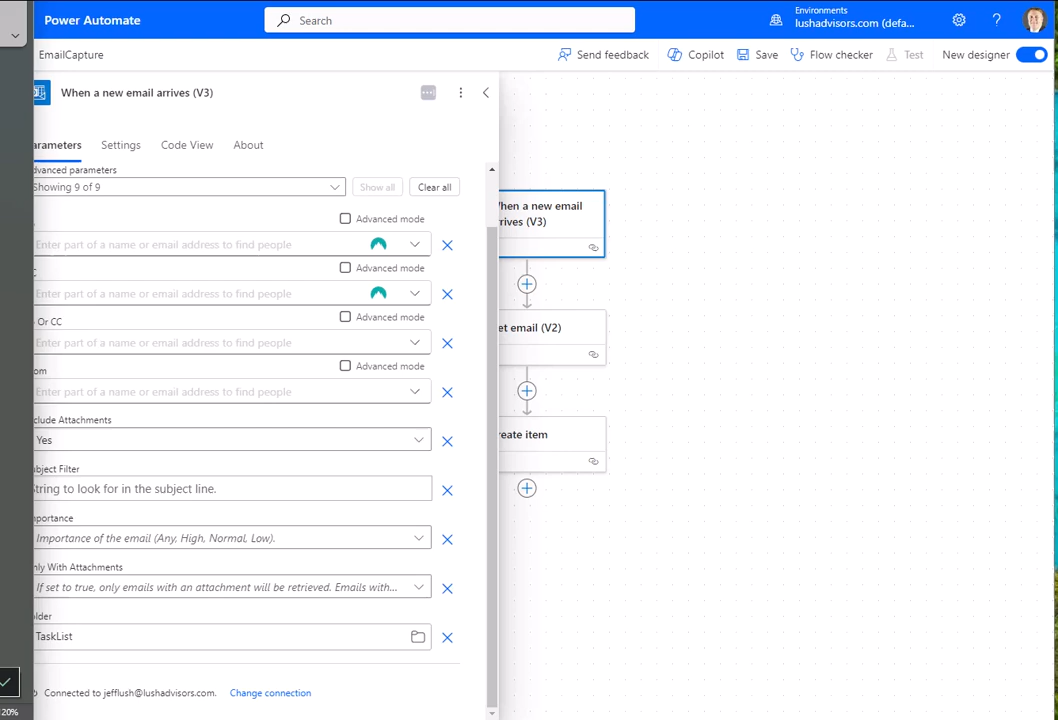 Power Automate
Search
Environments
lushadvisors.com (defa...
EmailCapture
Send feedback
Copilot
Save
Flow checker
Test
New designer
When a new email arrives (V3)
arameters
Settings
Code View
About
dvanced parameters
Showing 9 of 9
Show all
Clear all
Advanced mode
Enter part of a name or email address to find people
Advanced mode
C
Enter part of a name or email address to find people
Or CC
Advanced mode
Enter part of a name or email address to find people
om
Advanced mode
Enter part of a name or email address to find people
clude Attachments
Yes
ubject Filter
String to look for in the subject line.
mportance
Importance of the email (Any, High, Normal, Low).
nly With Attachments
If set to true, only emails with an attachment will be retrieved. Emails with...
older
TaskList
Connected to jefflush@lushadvisors.com.
Change connection
When a new email
rrives (V3)
et email (V2)
reate item
20%